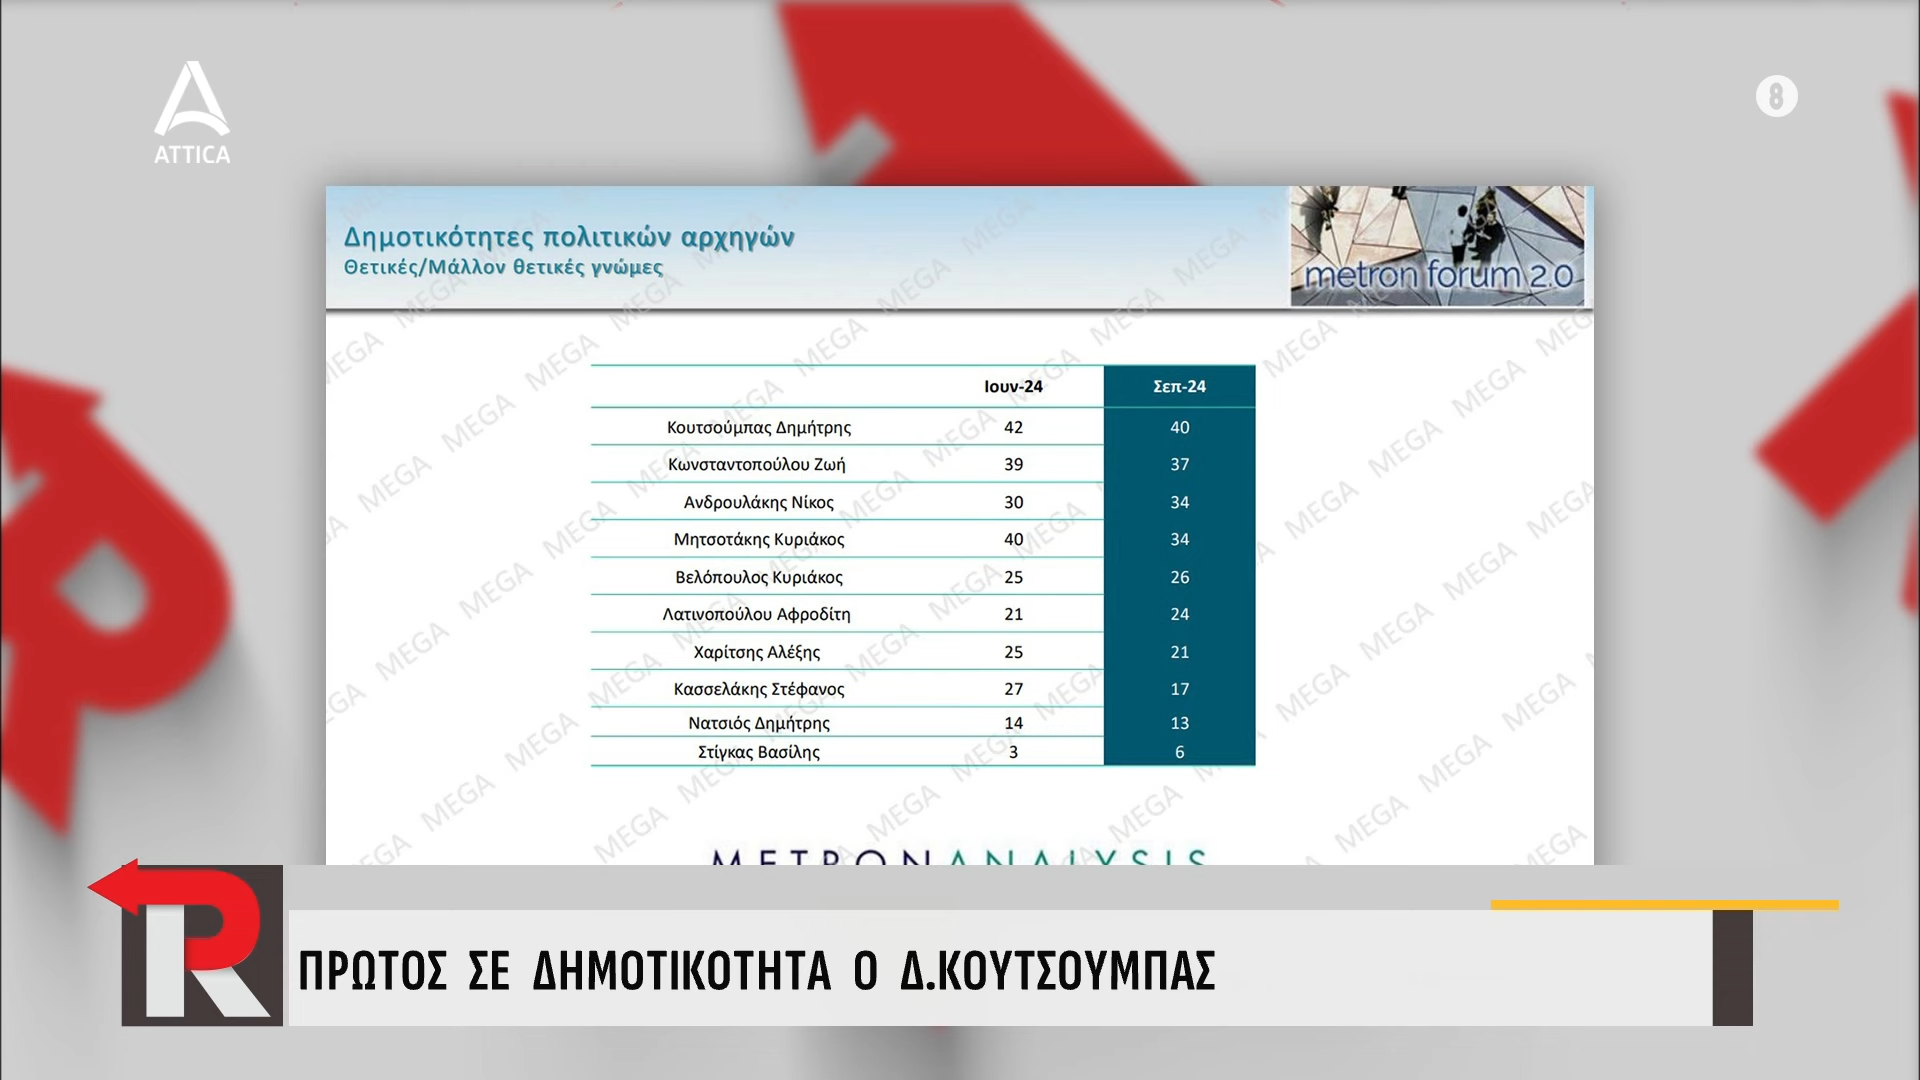 ATTICA
8
Δημοτικότητες πολιτικών αρχηγών
Θετικές/Μάλλον θετικές γνώμες
metron forum 2.0
Ιουν-24 Σεπ-24
Κουτσούμπας Δημήτρης 42 40
Κωνσταντοπούλου Ζωή 39 37
Ανδρουλάκης Νίκος 30 34
Μητσοτάκης Κυριάκος 40 34
Βελόπουλος Κυριάκος 25 26
Λατινοπούλου Αφροδίτη 21 24
Χαρίτσης Αλέξης 25 21
Κασσελάκης Στέφανος 27 17
Νατσιός Δημήτρης 14 13
Στίγκας Βασίλης 3 6
MEGA
METRON ANALYSIS
R
ΠΡΩΤΟΣ ΣΕ ΔΗΜΟΤΙΚΟΤΗΤΑ Ο Δ.ΚΟΥΤΣΟΥΜΠΑΣ